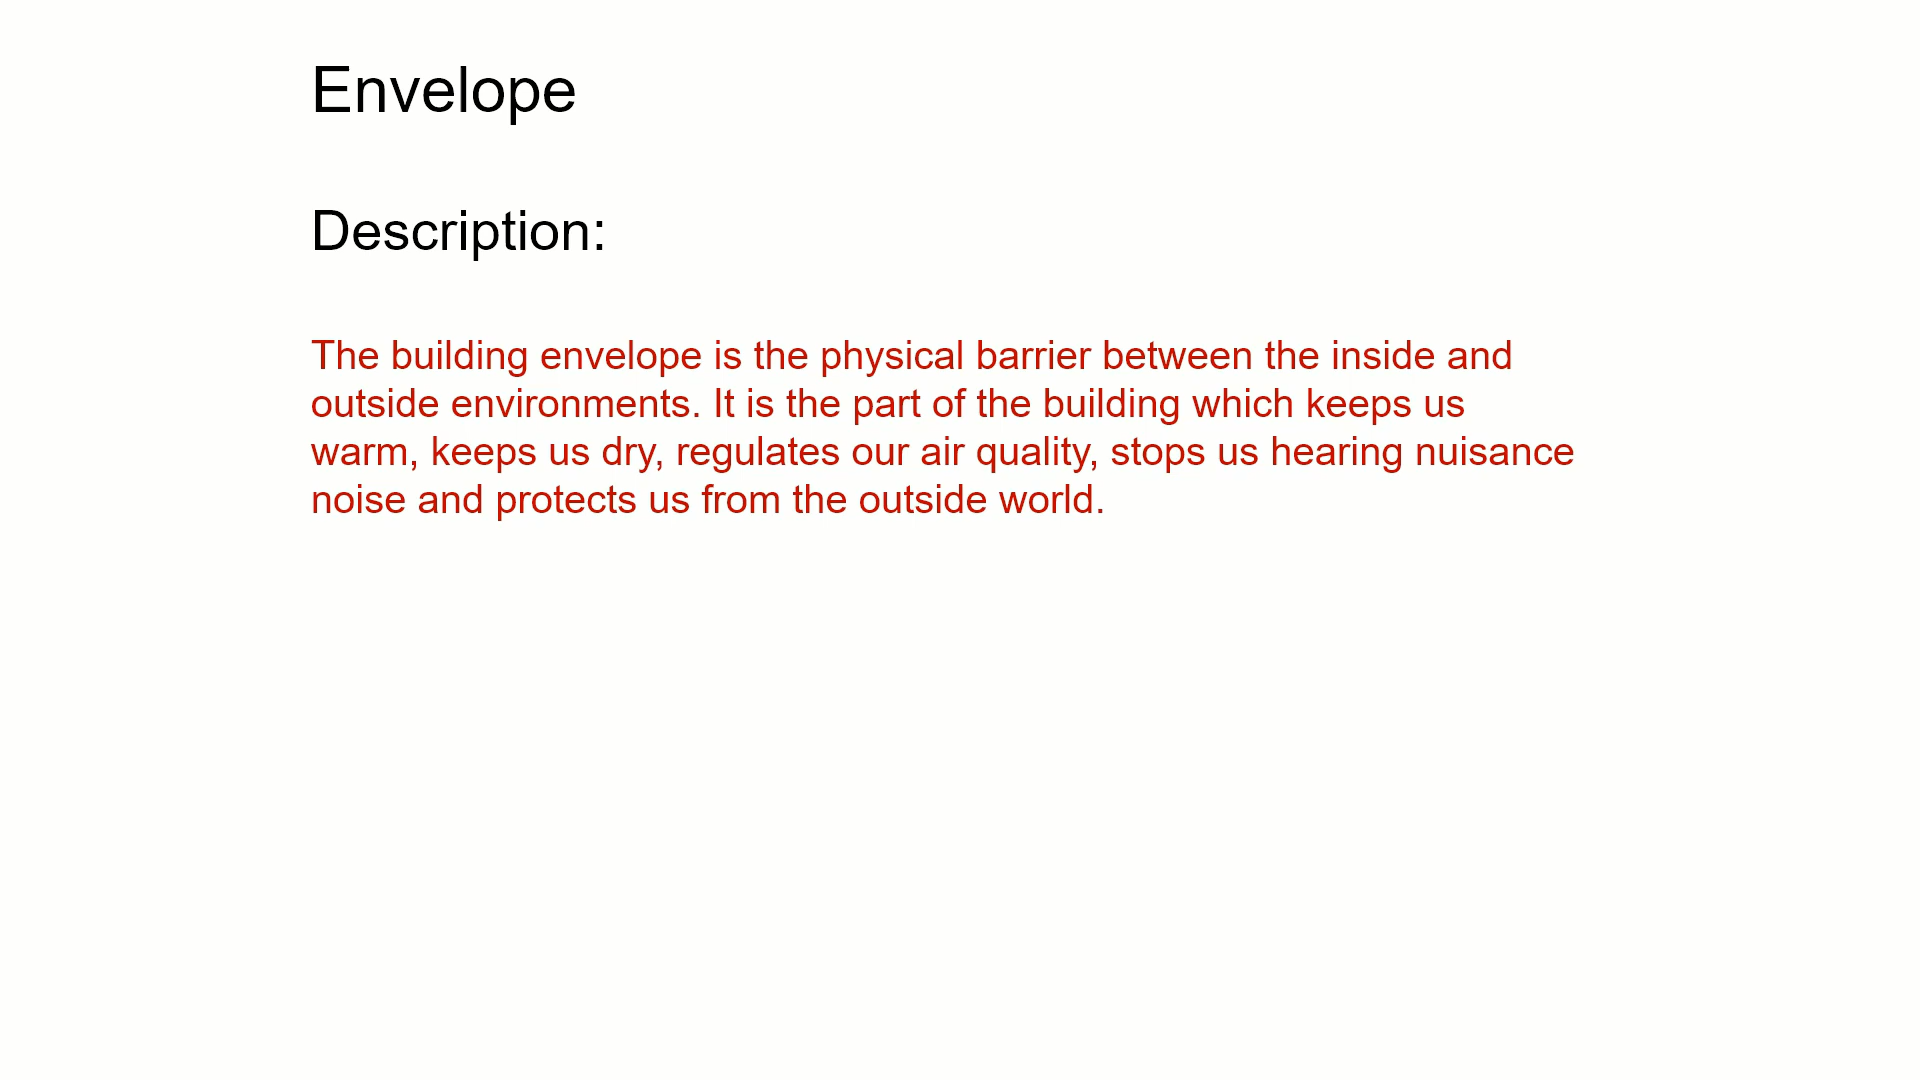 Envelope
Description:
The building envelope is the physical barrier between the inside and
outside environments. It is the part of the building which keeps us
warm, keeps us dry, regulates our air quality, stops us hearing nuisance
noise and protects us from the outside world.